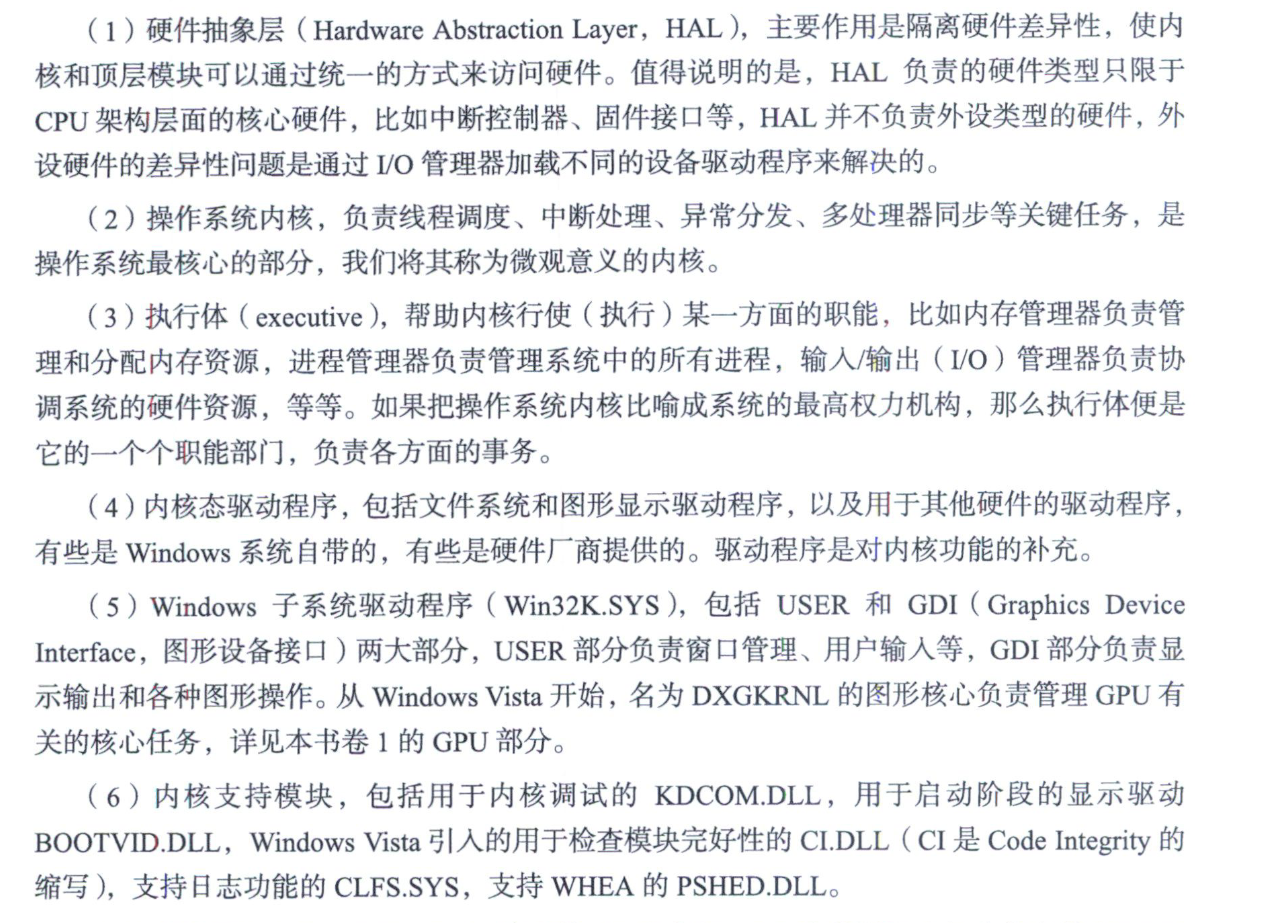 （1）硬件抽象层（Hardware Abstraction Layer，HAL），主要作用是隔离硬件差异性，使内
核和顶层模块可以通过统一的方式来访问硬件。值得说明的是，HAL 负责的硬件类型只限于
CPU 架构层面的核心硬件，比如中断控制器、固件接口等，HAL 并不负责外设类型的硬件，外
设硬件的差异性问题是通过 I/O 管理器加载不同的设备驱动程序来解决的。
（2）操作系统内核，负责线程调度、中断处理、异常分发、多处理器同步等关键任务，是
操作系统最核心的部分，我们将其称为微观意义的内核。
（3）执行体（executive），帮助内核行使（执行）某一方面的职能，比如内存管理器负责管
理和分配内存资源，进程管理器负责管理系统中的所有进程，输入/输出（I/O）管理器负责协
调系统的硬件资源，等等。如果把操作系统内核比喻成系统的最高权力机构，那么执行体便是
它的一个个职能部门，负责各方面的事务。
（4）内核态驱动程序，包括文件系统和图形显示驱动程序，以及用于其他硬件的驱动程序，
有些是 Windows 系统自带的，有些是硬件厂商提供的。驱动程序是对内核功能的补充。
（5）Windows 子系统驱动程序（Win32K.SYS），包括 USER 和 GDI（Graphics Device
Interface，图形设备接口）两大部分，USER 部分负责窗口管理、用户输入等，GDI 部分负责显
示输出和各种图形操作。从 Windows Vista 开始，名为 DXGKRNL 的图形核心负责管理 GPU 有
关的核心任务，详见本书卷 1 的 GPU 部分。
（6）内核支持模块，包括用于内核调试的 KDCOM.DLL，用于启动阶段的显示驱动
BOOTVID.DLL，Windows Vista 引入的用于检查模块完好性的 CI.DLL（CI 是 Code Integrity 的
缩写），支持日志功能的 CLFS.SYS，支持 WHEA 的 PSHED.DLL。